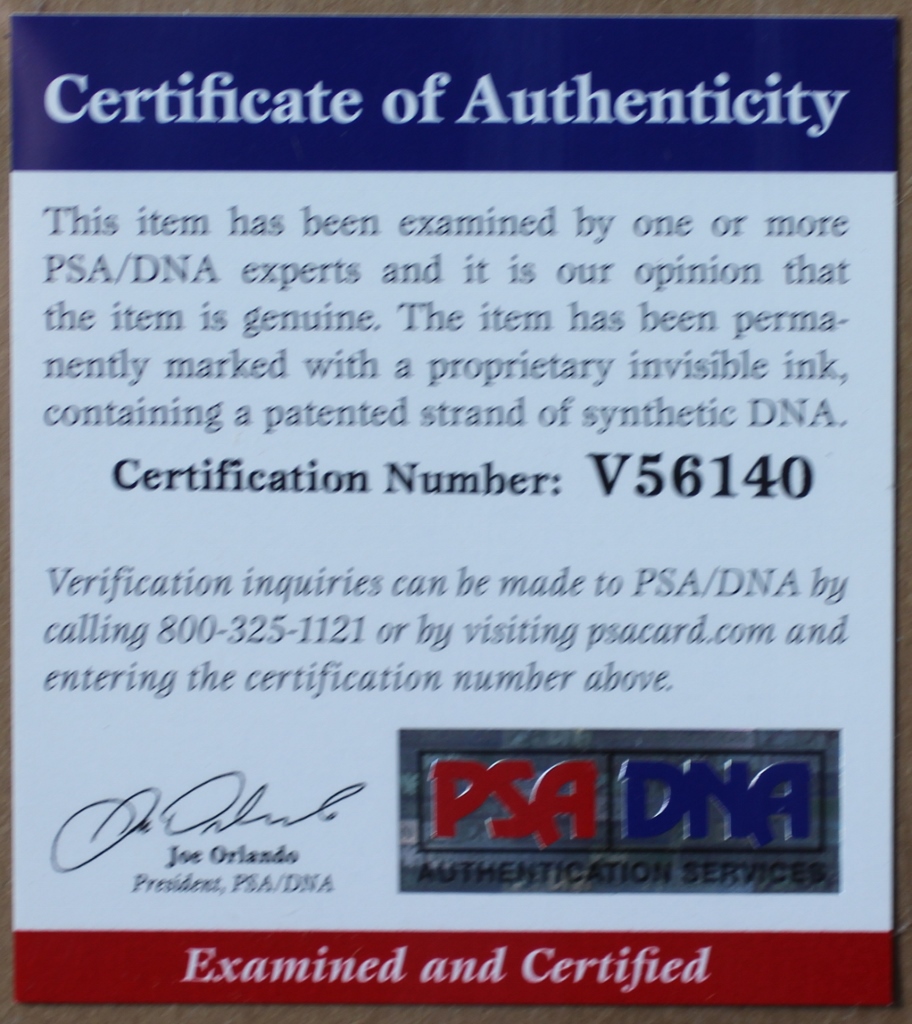 Certificate of Authenticity
This item has been examined by one or more
PSA/DNA experts and it is our opinion that
the item is genuine. The item has been perma-
nently marked with a proprietary invisible ink,
containing a patented strand of synthetic DNA.
Certification Number: V56140
Verification inquiries can be made to PSA/DNA by
calling 800-325-1121 or by visiting psacard.com and
entering the certification number above.
Joe Orlando
President, PSA/DNA
PSA DNA
AUTHENTICATION SERVICES
Examined and Certified